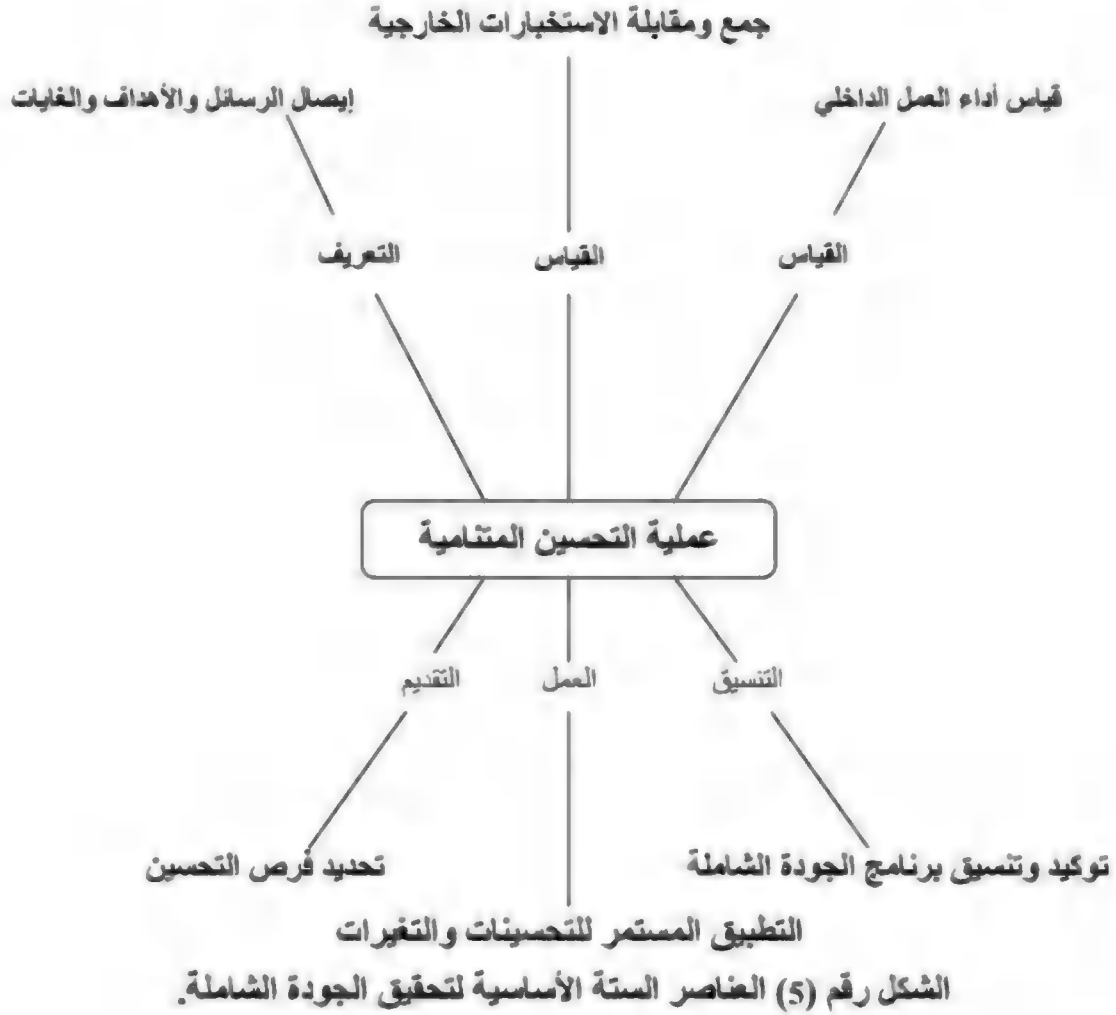 جمع ومقابلة الاستخبارات الخارجية
قياس أداء العمل الداخلي
إيصال الرسائل والأهداف والغايات
القياس
القياس
التعريف
عملية التحسين المتنامية
التنسيق
العمل
التقديم
توكيد وتنسيق برنامج الجودة الشاملة
تحديد فرص التحسين
التطبيق المستمر للتحسينات والتغيرات
الشكل رقم (5) العناصر الستة الأساسية لتحقيق الجودة الشاملة.